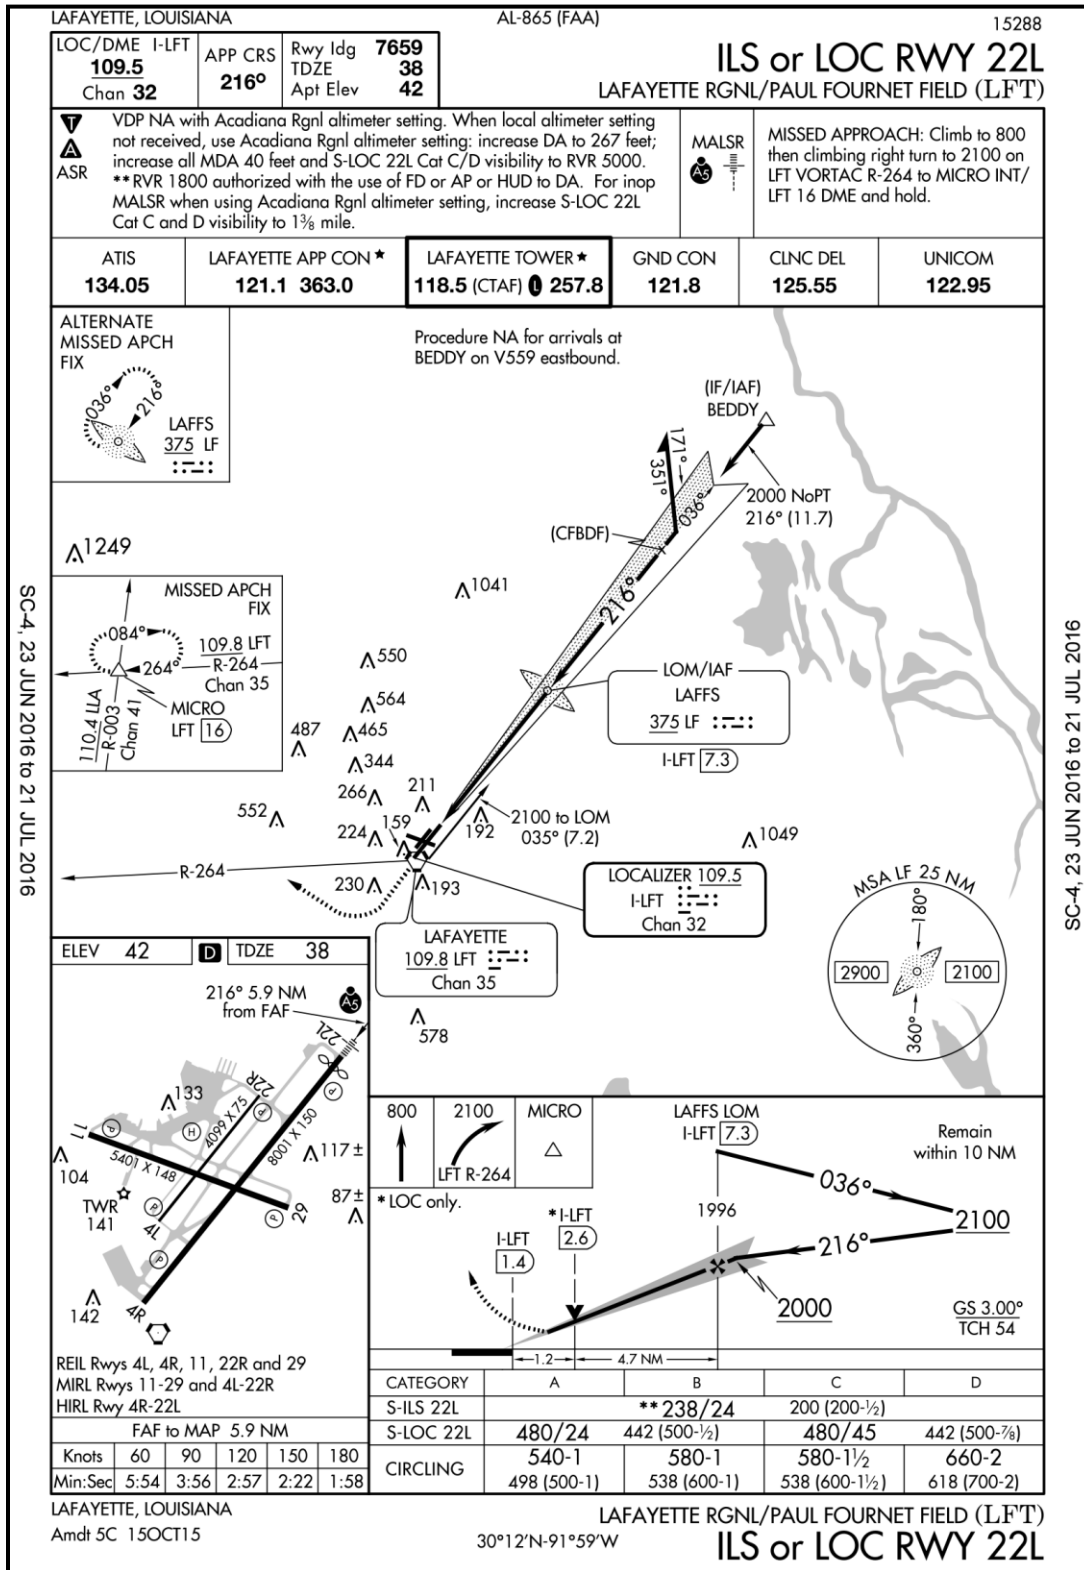 LAFAYETTE, LOUISIANA
AL-865 (FAA)
15288
LOC/DME I-LFT
109.5
Chan 32
APP CRS
216°
Rwy ldg 7659
TDZE 38
Apt Elev 42
ILS or LOC RWY 22L
LAFAYETTE RGNL/PAUL FOURNET FIELD (LFT)
T
A
ASR
VDP NA with Acadiana Rgnl altimeter setting. When local altimeter setting
not received, use Acadiana Rgnl altimeter setting: increase DA to 267 feet;
increase all MDA 40 feet and S-LOC 22L Cat C/D visibility to RVR 5000.
**RVR 1800 authorized with the use of FD or AP or HUD to DA. For inop
MALSR when using Acadiana Rgnl altimeter setting, increase S-LOC 22L
Cat C and D visibility to 1⅜ mile.
MALSR
A5
MISSED APPROACH: Climb to 800
then climbing right turn to 2100 on
LFT VORTAC R-264 to MICRO INT/
LFT 16 DME and hold.
ATIS
134.05
LAFAYETTE APP CON ★
121.1 363.0
LAFAYETTE TOWER ★
118.5 (CTAF) L 257.8
GND CON
121.8
CLNC DEL
125.55
UNICOM
122.95
ALTERNATE
MISSED APCH
FIX
036°
216°
LAFFS
375 LF
Procedure NA for arrivals at
BEDDY on V559 eastbound.
(IF/IAF)
BEDDY
171°
351°
036°
2000 NoPT
216° (11.7)
(CFBDF)
216°
1249
1041
MISSED APCH
FIX
084°
264°
109.8 LFT
R-264
Chan 35
MICRO
LFT 16
110.4 LLA
R-003
Chan 41
550
564
487
465
344
266
211
552
224
159
192
230
193
578
1049
LOM/IAF
LAFFS
375 LF
I-LFT 7.3
2100 to LOM
035° (7.2)
R-264
LOCALIZER 109.5
I-LFT
Chan 32
LAFAYETTE
109.8 LFT
Chan 35
MSA LF 25 NM
180°
2900
2100
360°
SC-4, 23 JUN 2016 to 21 JUL 2016
SC-4, 23 JUN 2016 to 21 JUL 2016
ELEV 42
D
TDZE 38
216° 5.9 NM
from FAF
A5
22L
22R
133
H
P
P
P
4099 X 75
8001 X 150
11
5401 X 148
104
117 ±
87 ±
TWR
141
P
P
P
29
4L
4R
142
REIL Rwys 4L, 4R, 11, 22R and 29
MIRL Rwys 11-29 and 4L-22R
HIRL Rwy 4R-22L
FAF to MAP 5.9 NM
Knots 60 90 120 150 180
Min:Sec 5:54 3:56 2:57 2:22 1:58
800
2100
LFT R-264
MICRO
*LOC only.
LAFFS LOM
I-LFT 7.3
Remain
within 10 NM
036°
2100
216°
1996
2000
*I-LFT
2.6
I-LFT
1.4
GS 3.00°
TCH 54
1.2
4.7 NM
CATEGORY A B C D
S-ILS 22L **238/24 200 (200-½)
S-LOC 22L 480/24 442 (500-½) 480/45 442 (500-⅞)
CIRCLING
540-1
498 (500-1)
580-1
538 (600-1)
580-1½
538 (600-1½)
660-2
618 (700-2)
LAFAYETTE, LOUISIANA
Amdt 5C 15OCT15
30°12'N-91°59'W
LAFAYETTE RGNL/PAUL FOURNET FIELD (LFT)
ILS or LOC RWY 22L